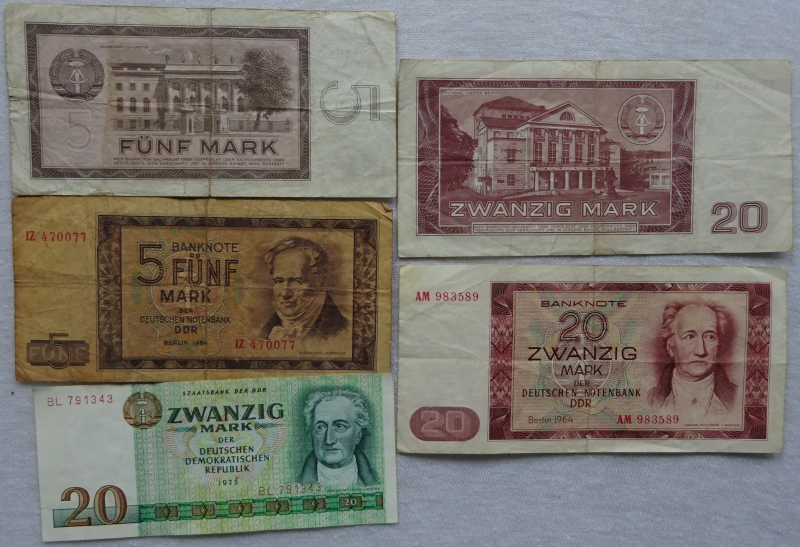 5
5
FÜNF MARK
IZ 470077
BANKNOTE
5 FÜNF
MARK
DER
DEUTSCHEN NOTENBANK
DDR
BERLIN 1964
IZ 470077
5
STAATSBANK DER DDR
BL 791343
ZWANZIG
MARK
DER
DEUTSCHEN
DEMOKRATISCHEN
REPUBLIK
1975
BL 791343
20
20
ZWANZIG MARK
20
AM 983589
BANKNOTE
20
ZWANZIG
MARK
DER
DEUTSCHEN NOTENBANK
DDR
Berlin 1964
AM 983589
20